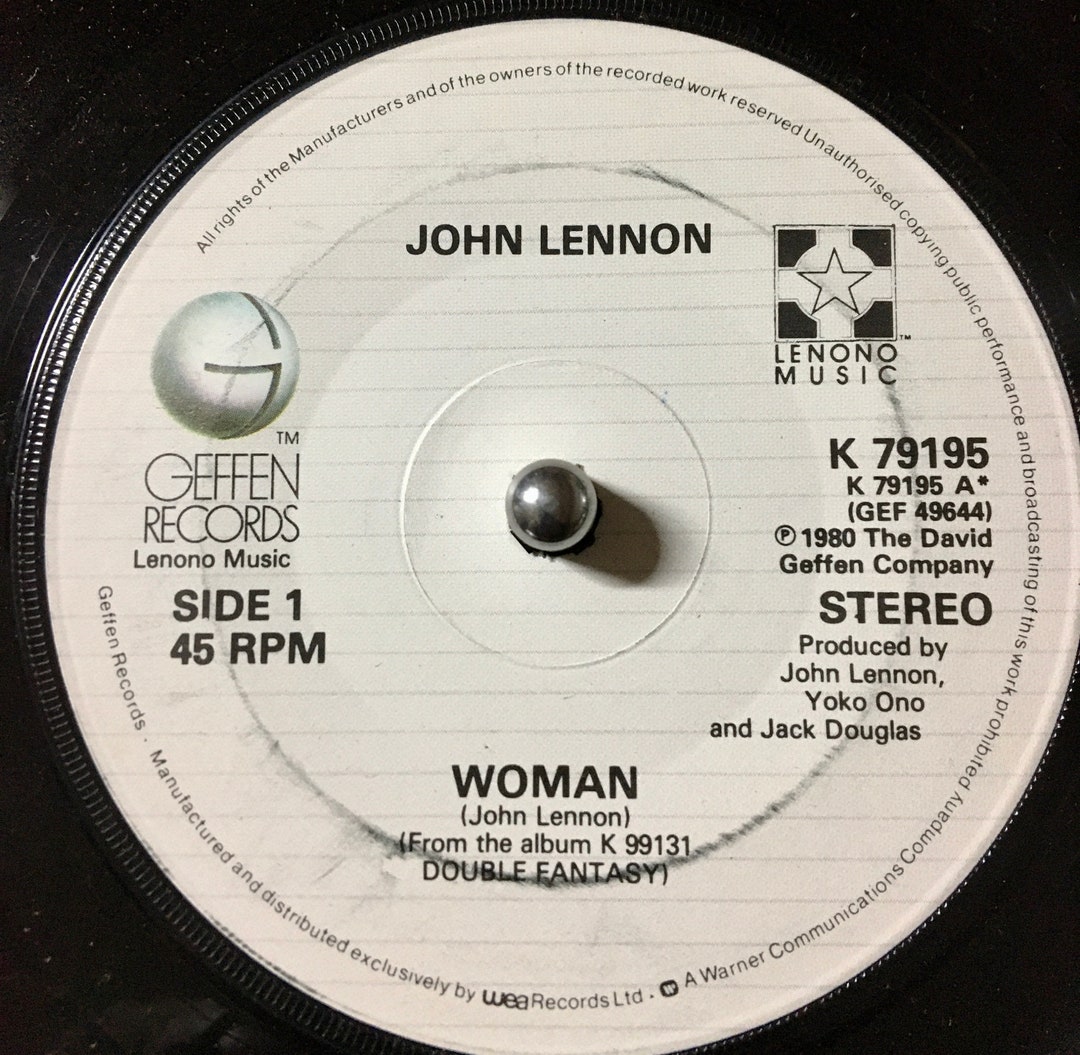 All rights of the Manufacturers and of the owners of the recorded work reserved Unauthorised copying public performance and broadcasting of this work prohibited
JOHN LENNON
LENONO
MUSIC
™
G
TM
GEFFEN
RECORDS
Lenono Music
SIDE 1
45 RPM
K 79195
K 79195 A*
(GEF 49644)
℗ 1980 The David
Geffen Company
STEREO
Produced by
John Lennon,
Yoko Ono
and Jack Douglas
WOMAN
(John Lennon)
(From the album K 99131
DOUBLE FANTASY)
Geffen Records · Manufactured and distributed exclusively by wea Records Ltd · A Warner Communications Company